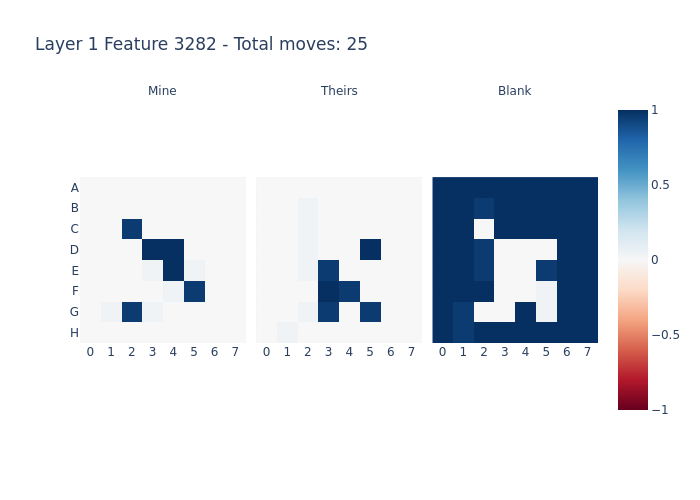 Layer 1 Feature 3282 - Total moves: 25
Mine
Theirs
Blank
A
B
C
D
E
F
G
H
0 1 2 3 4 5 6 7
0 1 2 3 4 5 6 7
0 1 2 3 4 5 6 7
1
0.5
0
−0.5
−1